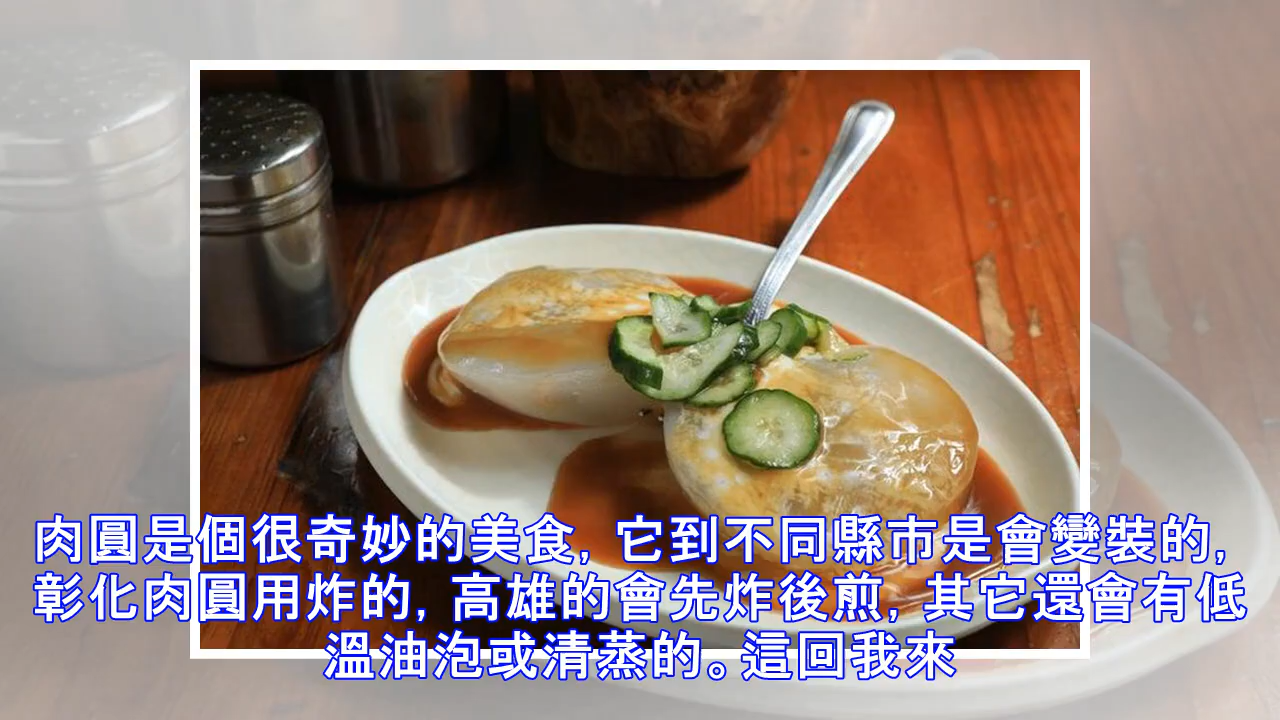 肉圓是個很奇妙的美食, 它到不同縣市是會變裝的,
彰化肉圓用炸的, 高雄的會先炸後煎, 其它還會有低
溫油泡或清蒸的。這回我來